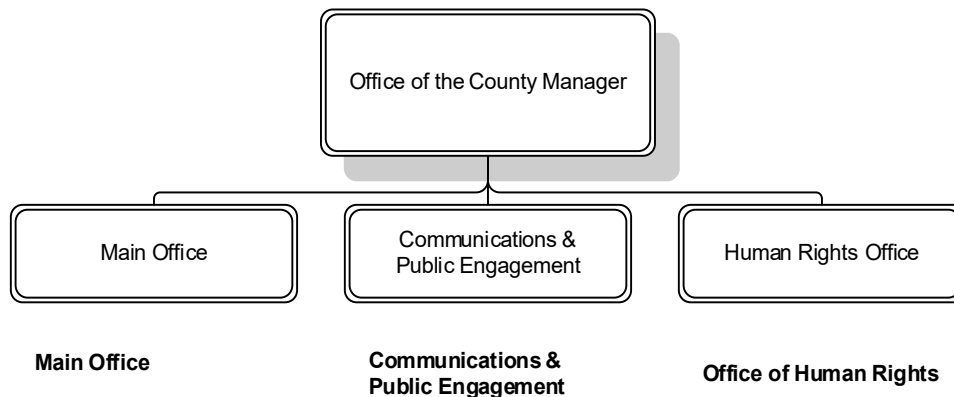 Office of the County Manager
Main Office
Communications &
Public Engagement
Human Rights Office
Main Office
Communications &
Public Engagement
Office of Human Rights